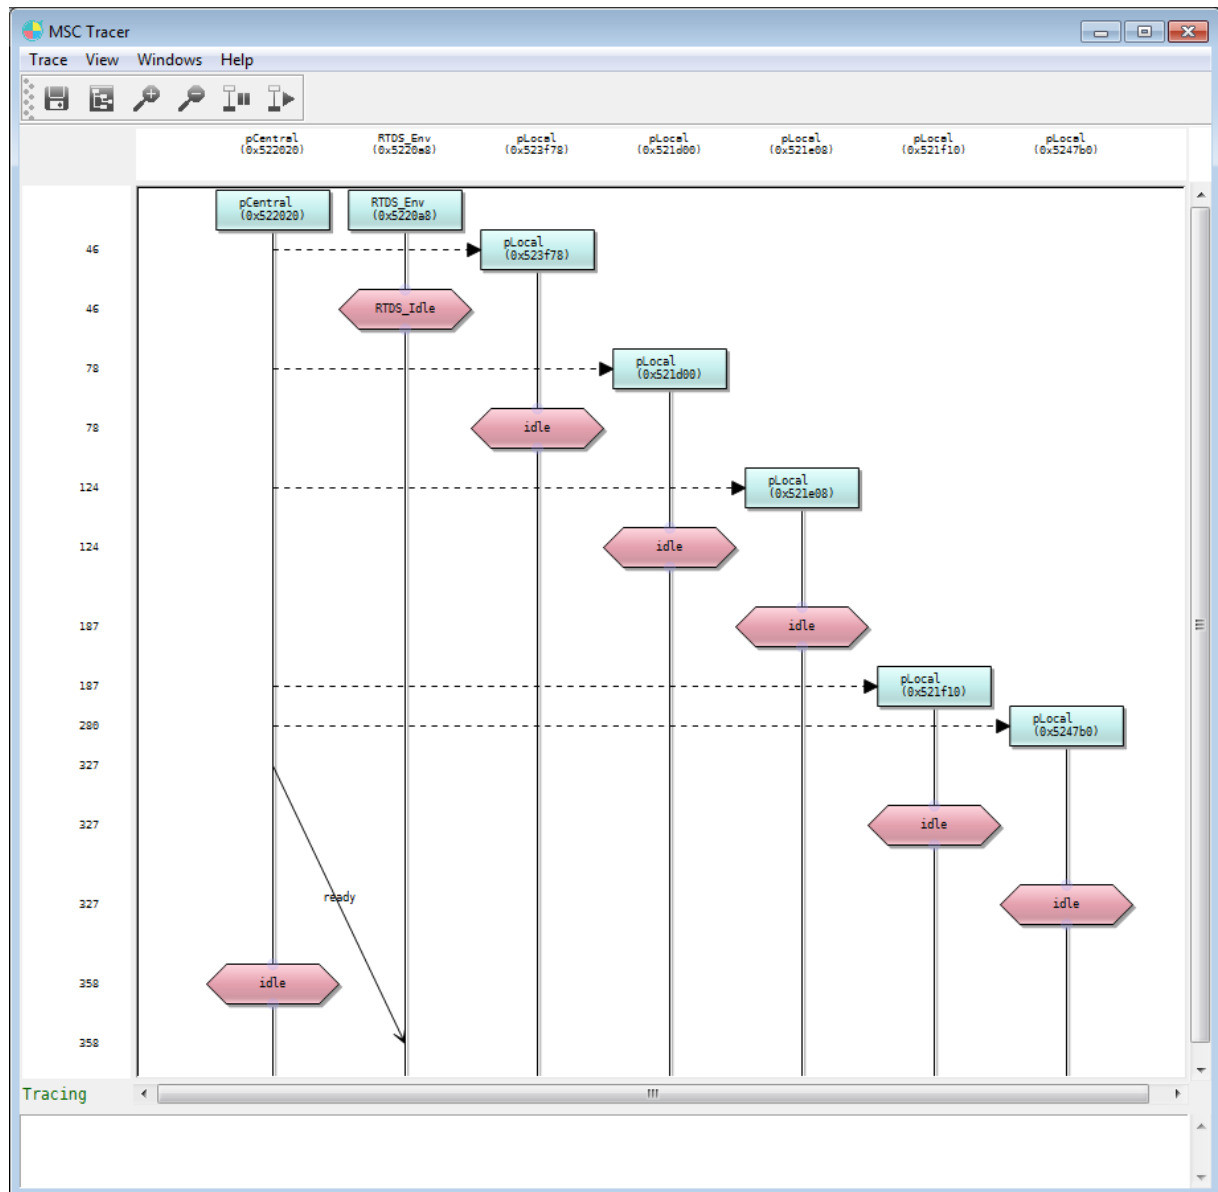 MSC Tracer
Trace View Windows Help
pCentral RTDS_Env pLocal pLocal pLocal pLocal pLocal
(0x522020) (0x5220a8) (0x523f78) (0x521d00) (0x521e08) (0x521f10) (0x5247b0)
pCentral RTDS_Env
(0x522020) (0x5220a8)
pLocal
46 (0x523f78)
46 RTDS_Idle
pLocal
78 (0x521d00)
78 idle
pLocal
124 (0x521e08)
124 idle
187 idle
pLocal
187 (0x521f10)
pLocal
280 (0x5247b0)
327
327 idle
ready
327 idle
358 idle
358
Tracing